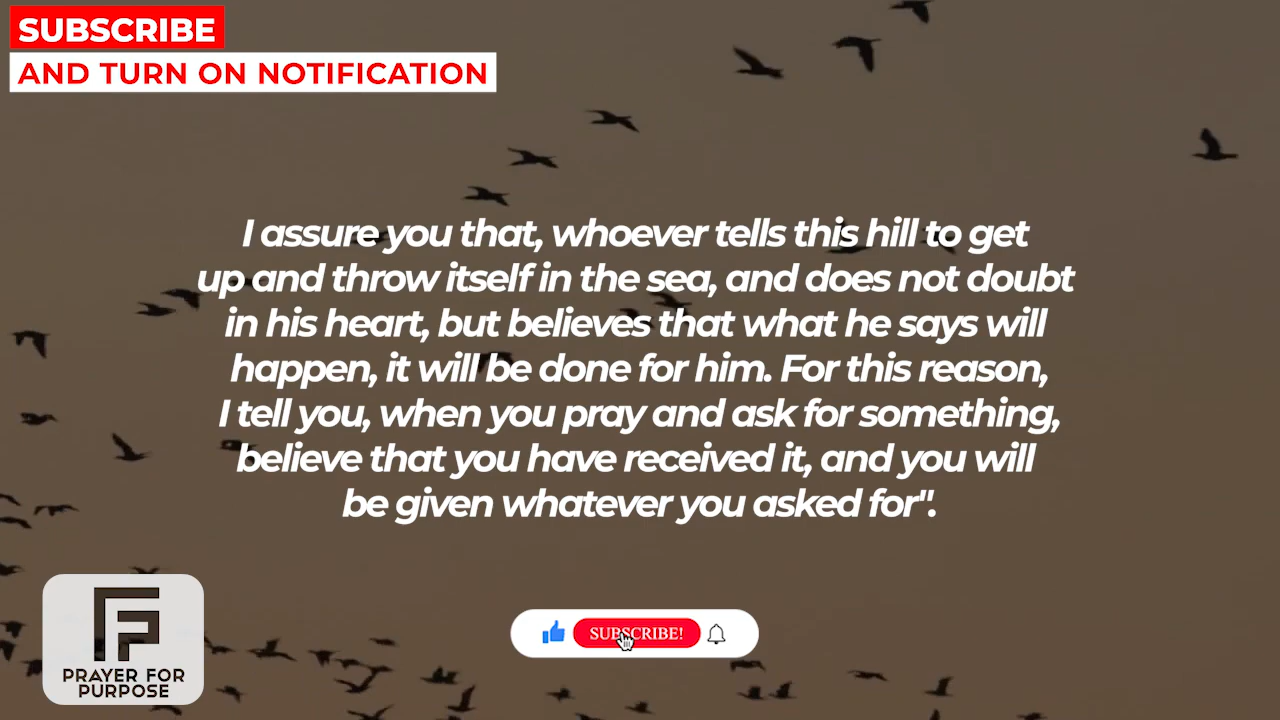 SUBSCRIBE
AND TURN ON NOTIFICATION
I assure you that, whoever tells this hill to get
up and throw itself in the sea, and does not doubt
in his heart, but believes that what he says will
happen, it will be done for him. For this reason,
I tell you, when you pray and ask for something,
believe that you have received it, and you will
be given whatever you asked for".
SUBSCRIBE!
PRAYER FOR
PURPOSE